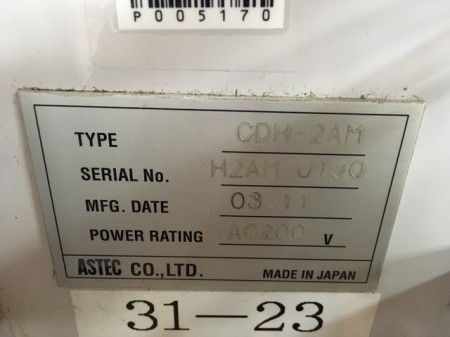 P005170
TYPE CDH-2AM
SERIAL No. H2AM-0130
MFG. DATE 03.11
POWER RATING AC200 V
ASTEC CO.,LTD. MADE IN JAPAN
31-23